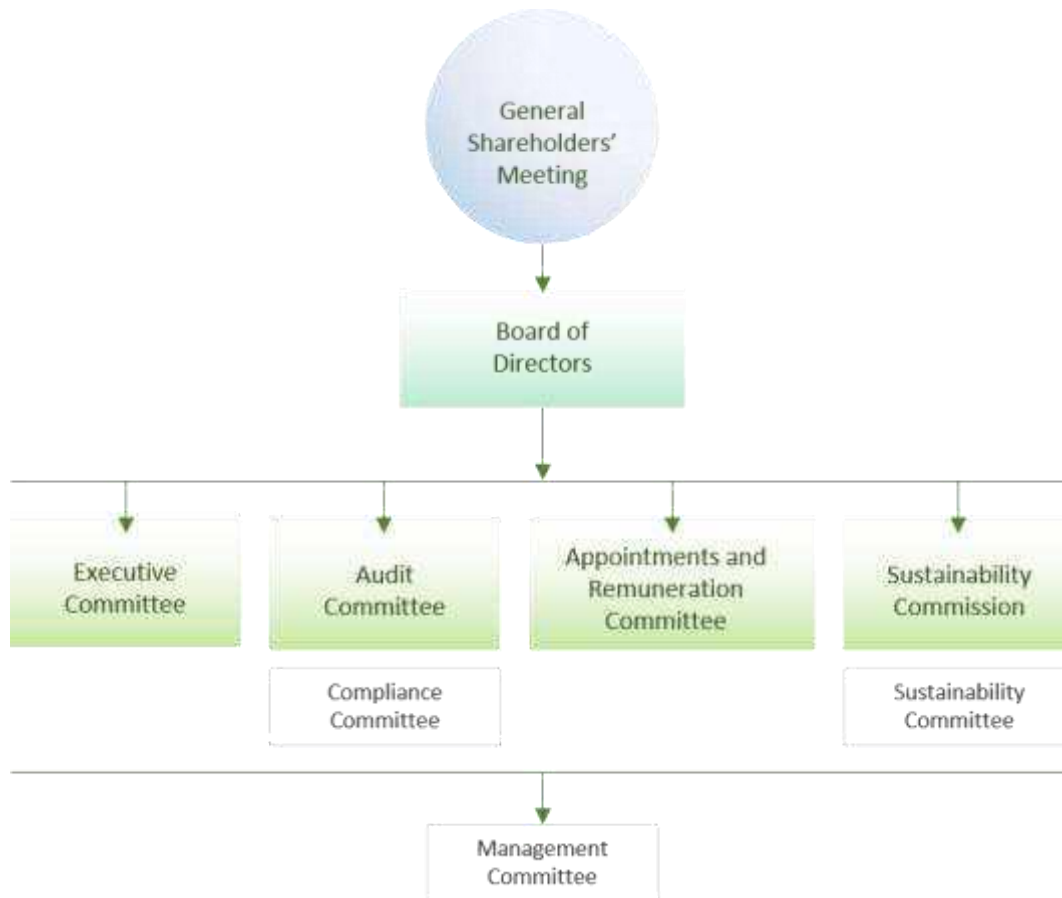 General
Shareholders’
Meeting
Board of
Directors
Executive
Committee
Audit
Committee
Appointments and
Remuneration
Committee
Sustainability
Commission
Compliance
Committee
Sustainability
Committee
Management
Committee